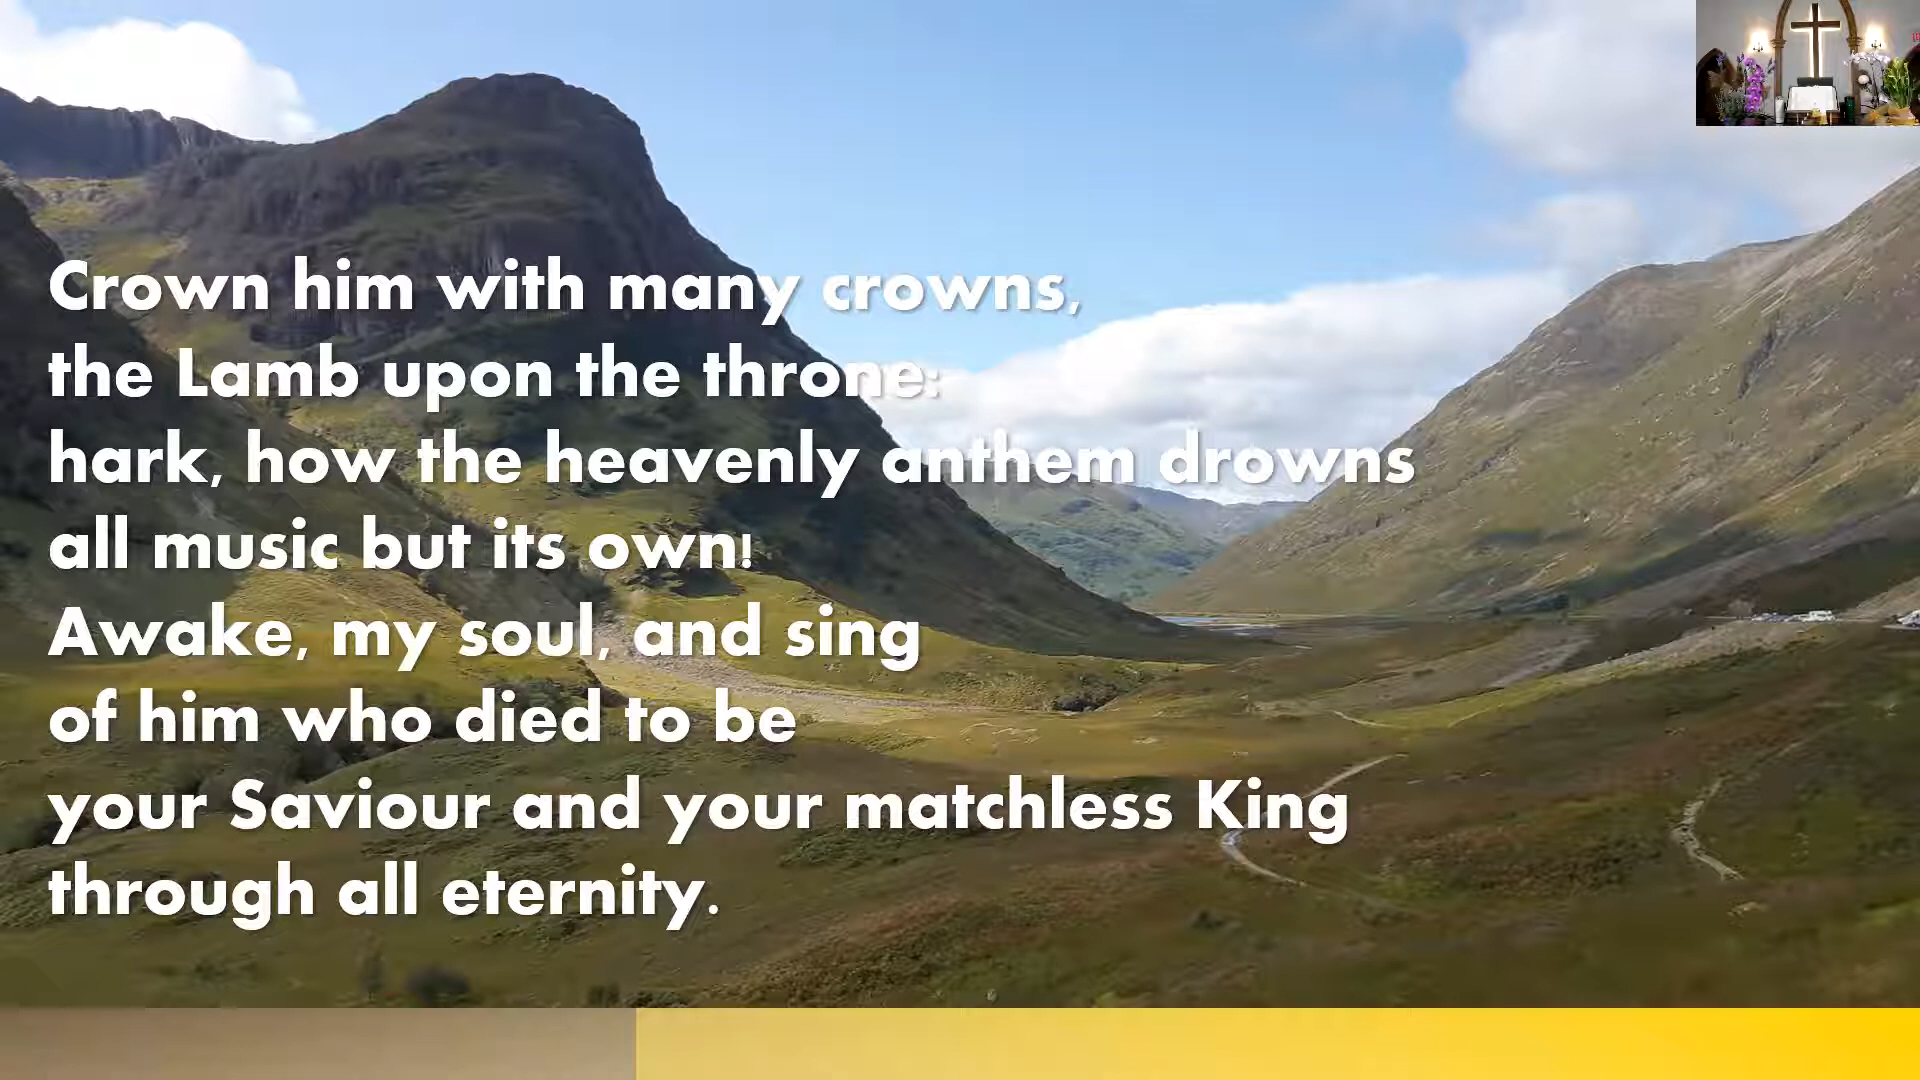 Crown him with many crowns,
the Lamb upon the throne:
hark, how the heavenly anthem drowns
all music but its own!
Awake, my soul, and sing
of him who died to be
your Saviour and your matchless King
through all eternity.